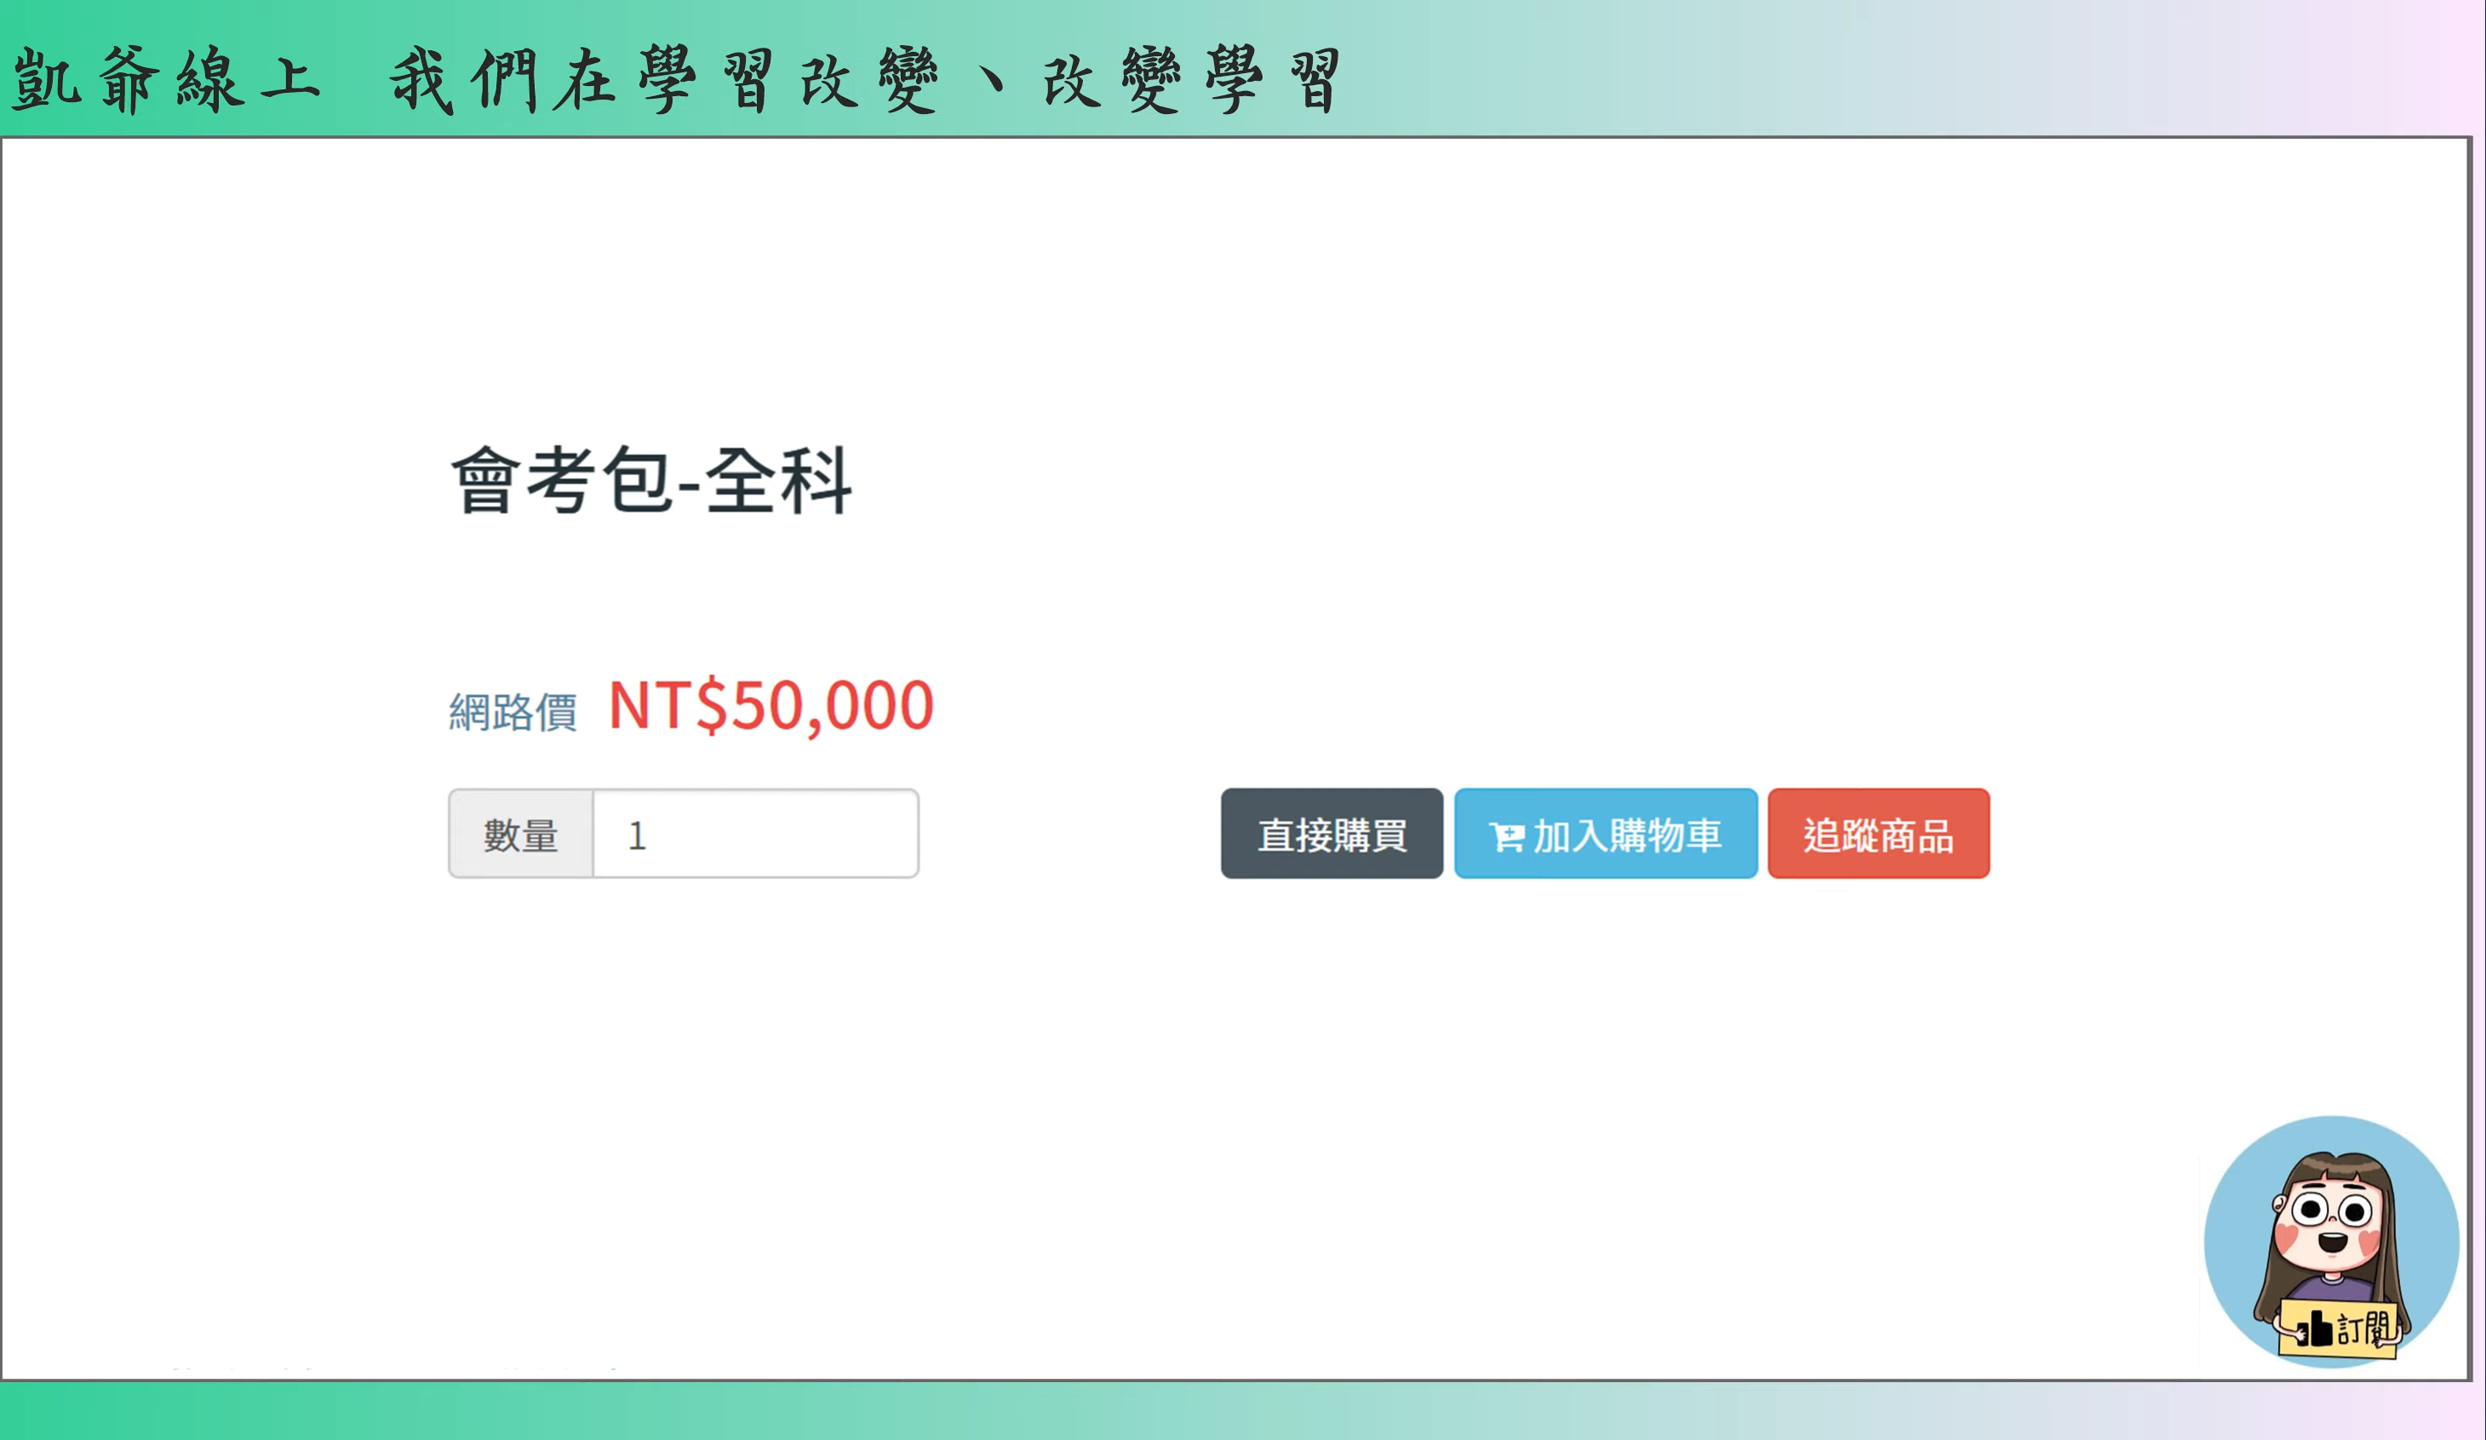 凱爺線上 我們在學習改變、改變學習
會考包-全科
網路價 NT$50,000
數量 1
直接購買 加入購物車 追蹤商品
訂閱